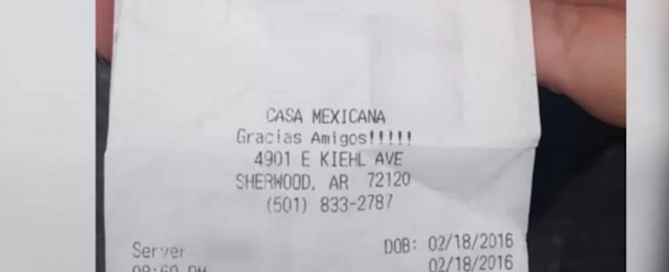 CASA MEXICANA
Gracias Amigos!!!!!
4901 E KIEHL AVE
SHERWOOD, AR 72120
(501) 833-2787
Server DOB: 02/18/2016
PM 02/18/2016